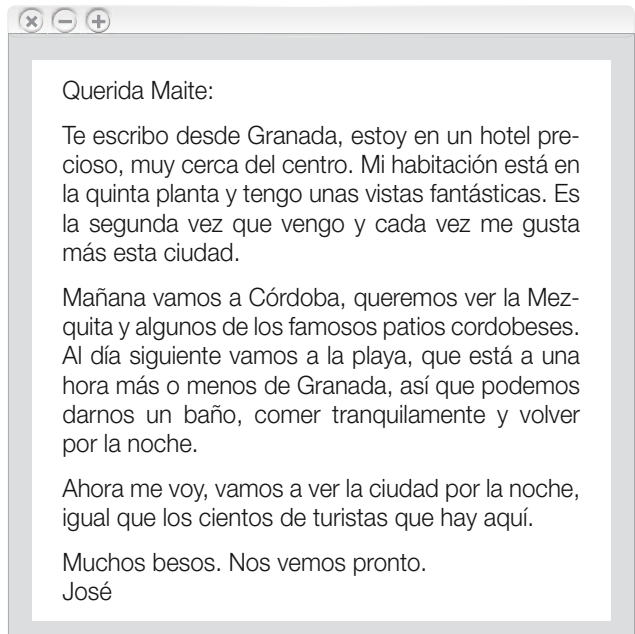 Querida Maite:
Te escribo desde Granada, estoy en un hotel pre-
cioso, muy cerca del centro. Mi habitación está en
la quinta planta y tengo unas vistas fantásticas. Es
la segunda vez que vengo y cada vez me gusta
más esta ciudad.
Mañana vamos a Córdoba, queremos ver la Mez-
quita y algunos de los famosos patios cordobeses.
Al día siguiente vamos a la playa, que está a una
hora más o menos de Granada, así que podemos
darnos un baño, comer tranquilamente y volver
por la noche.
Ahora me voy, vamos a ver la ciudad por la noche,
igual que los cientos de turistas que hay aquí.
Muchos besos. Nos vemos pronto.
José